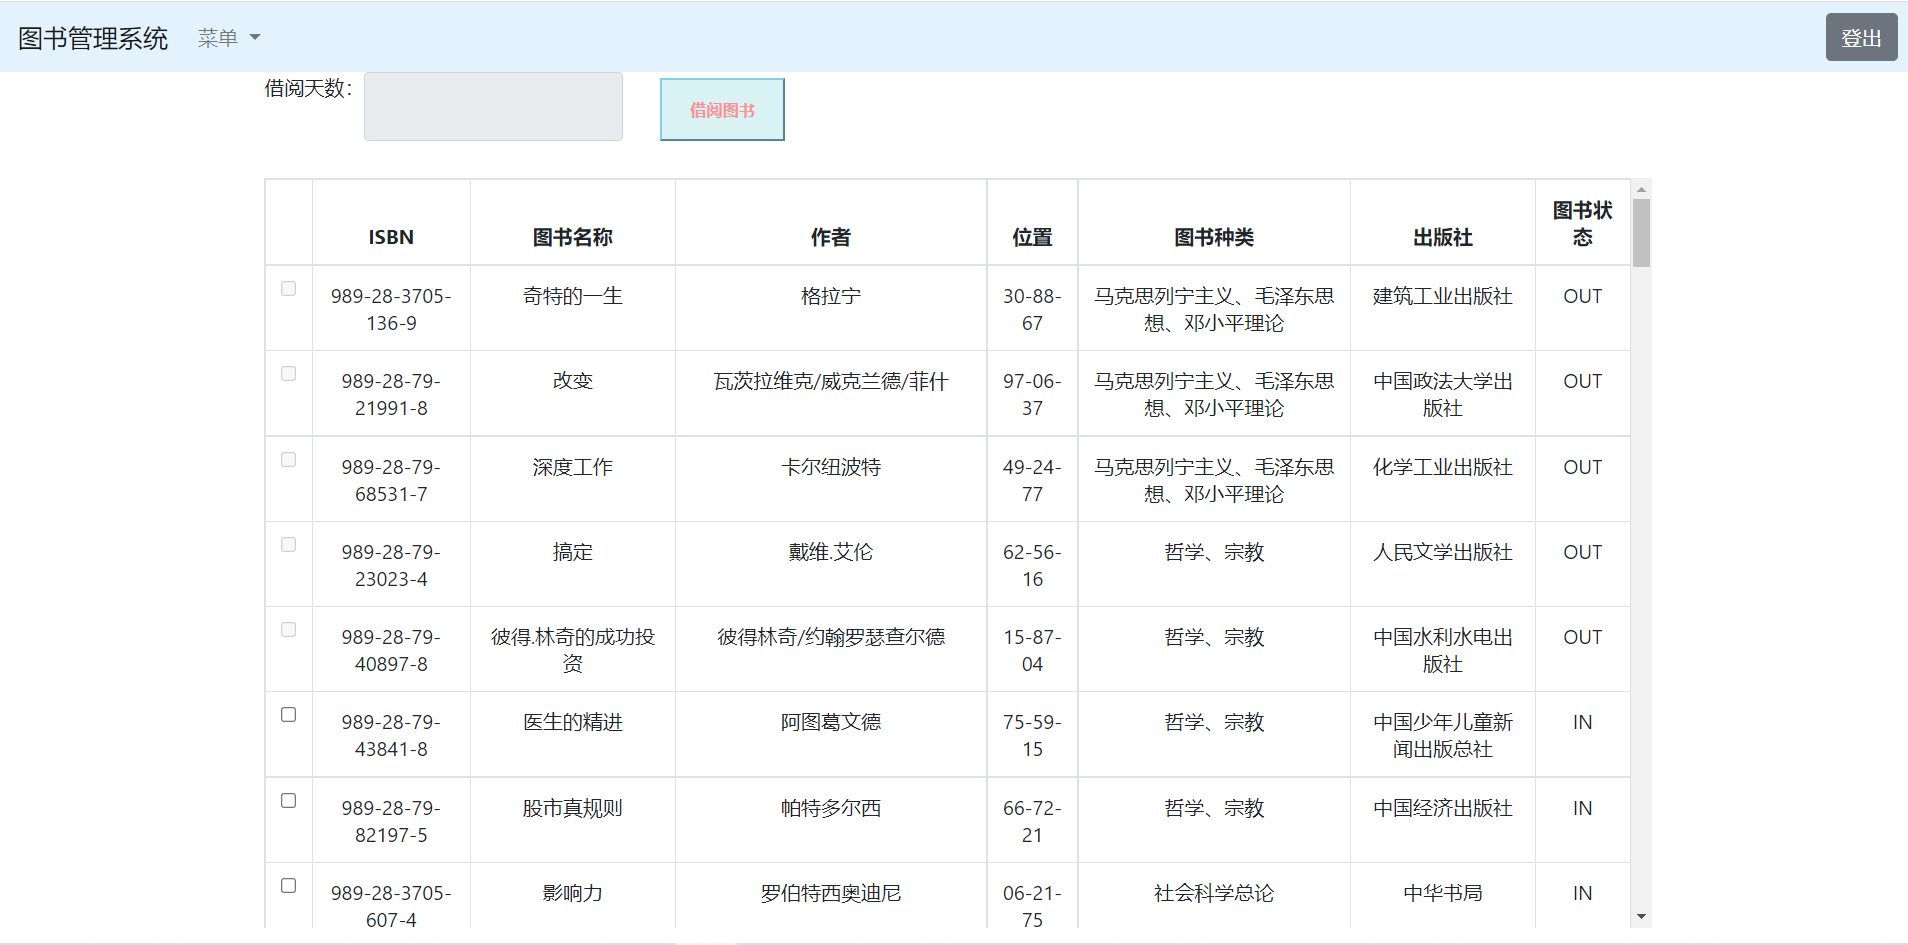 图书管理系统 菜单 登出
借阅天数： 借阅图书
ISBN 图书名称 作者 位置 图书种类 出版社 图书状
态
989-28-3705- 奇特的一生 格拉宁 30-88- 马克思列宁主义、毛泽东思 建筑工业出版社 OUT
136-9 67 想、邓小平理论
989-28-79- 改变 瓦茨拉维克/威克兰德/菲什 97-06- 马克思列宁主义、毛泽东思 中国政法大学出 OUT
21991-8 37 想、邓小平理论 版社
989-28-79- 深度工作 卡尔纽波特 49-24- 马克思列宁主义、毛泽东思 化学工业出版社 OUT
68531-7 77 想、邓小平理论
989-28-79- 搞定 戴维.艾伦 62-56- 哲学、宗教 人民文学出版社 OUT
23023-4 16
989-28-79- 彼得.林奇的成功投 彼得林奇/约翰罗瑟查尔德 15-87- 哲学、宗教 中国水利水电出 OUT
40897-8 资 04 版社
989-28-79- 医生的精进 阿图葛文德 75-59- 哲学、宗教 中国少年儿童新 IN
43841-8 15 闻出版总社
989-28-79- 股市真规则 帕特多尔西 66-72- 哲学、宗教 中国经济出版社 IN
82197-5 21
989-28-3705- 影响力 罗伯特西奥迪尼 06-21- 社会科学总论 中华书局 IN
607-4 75